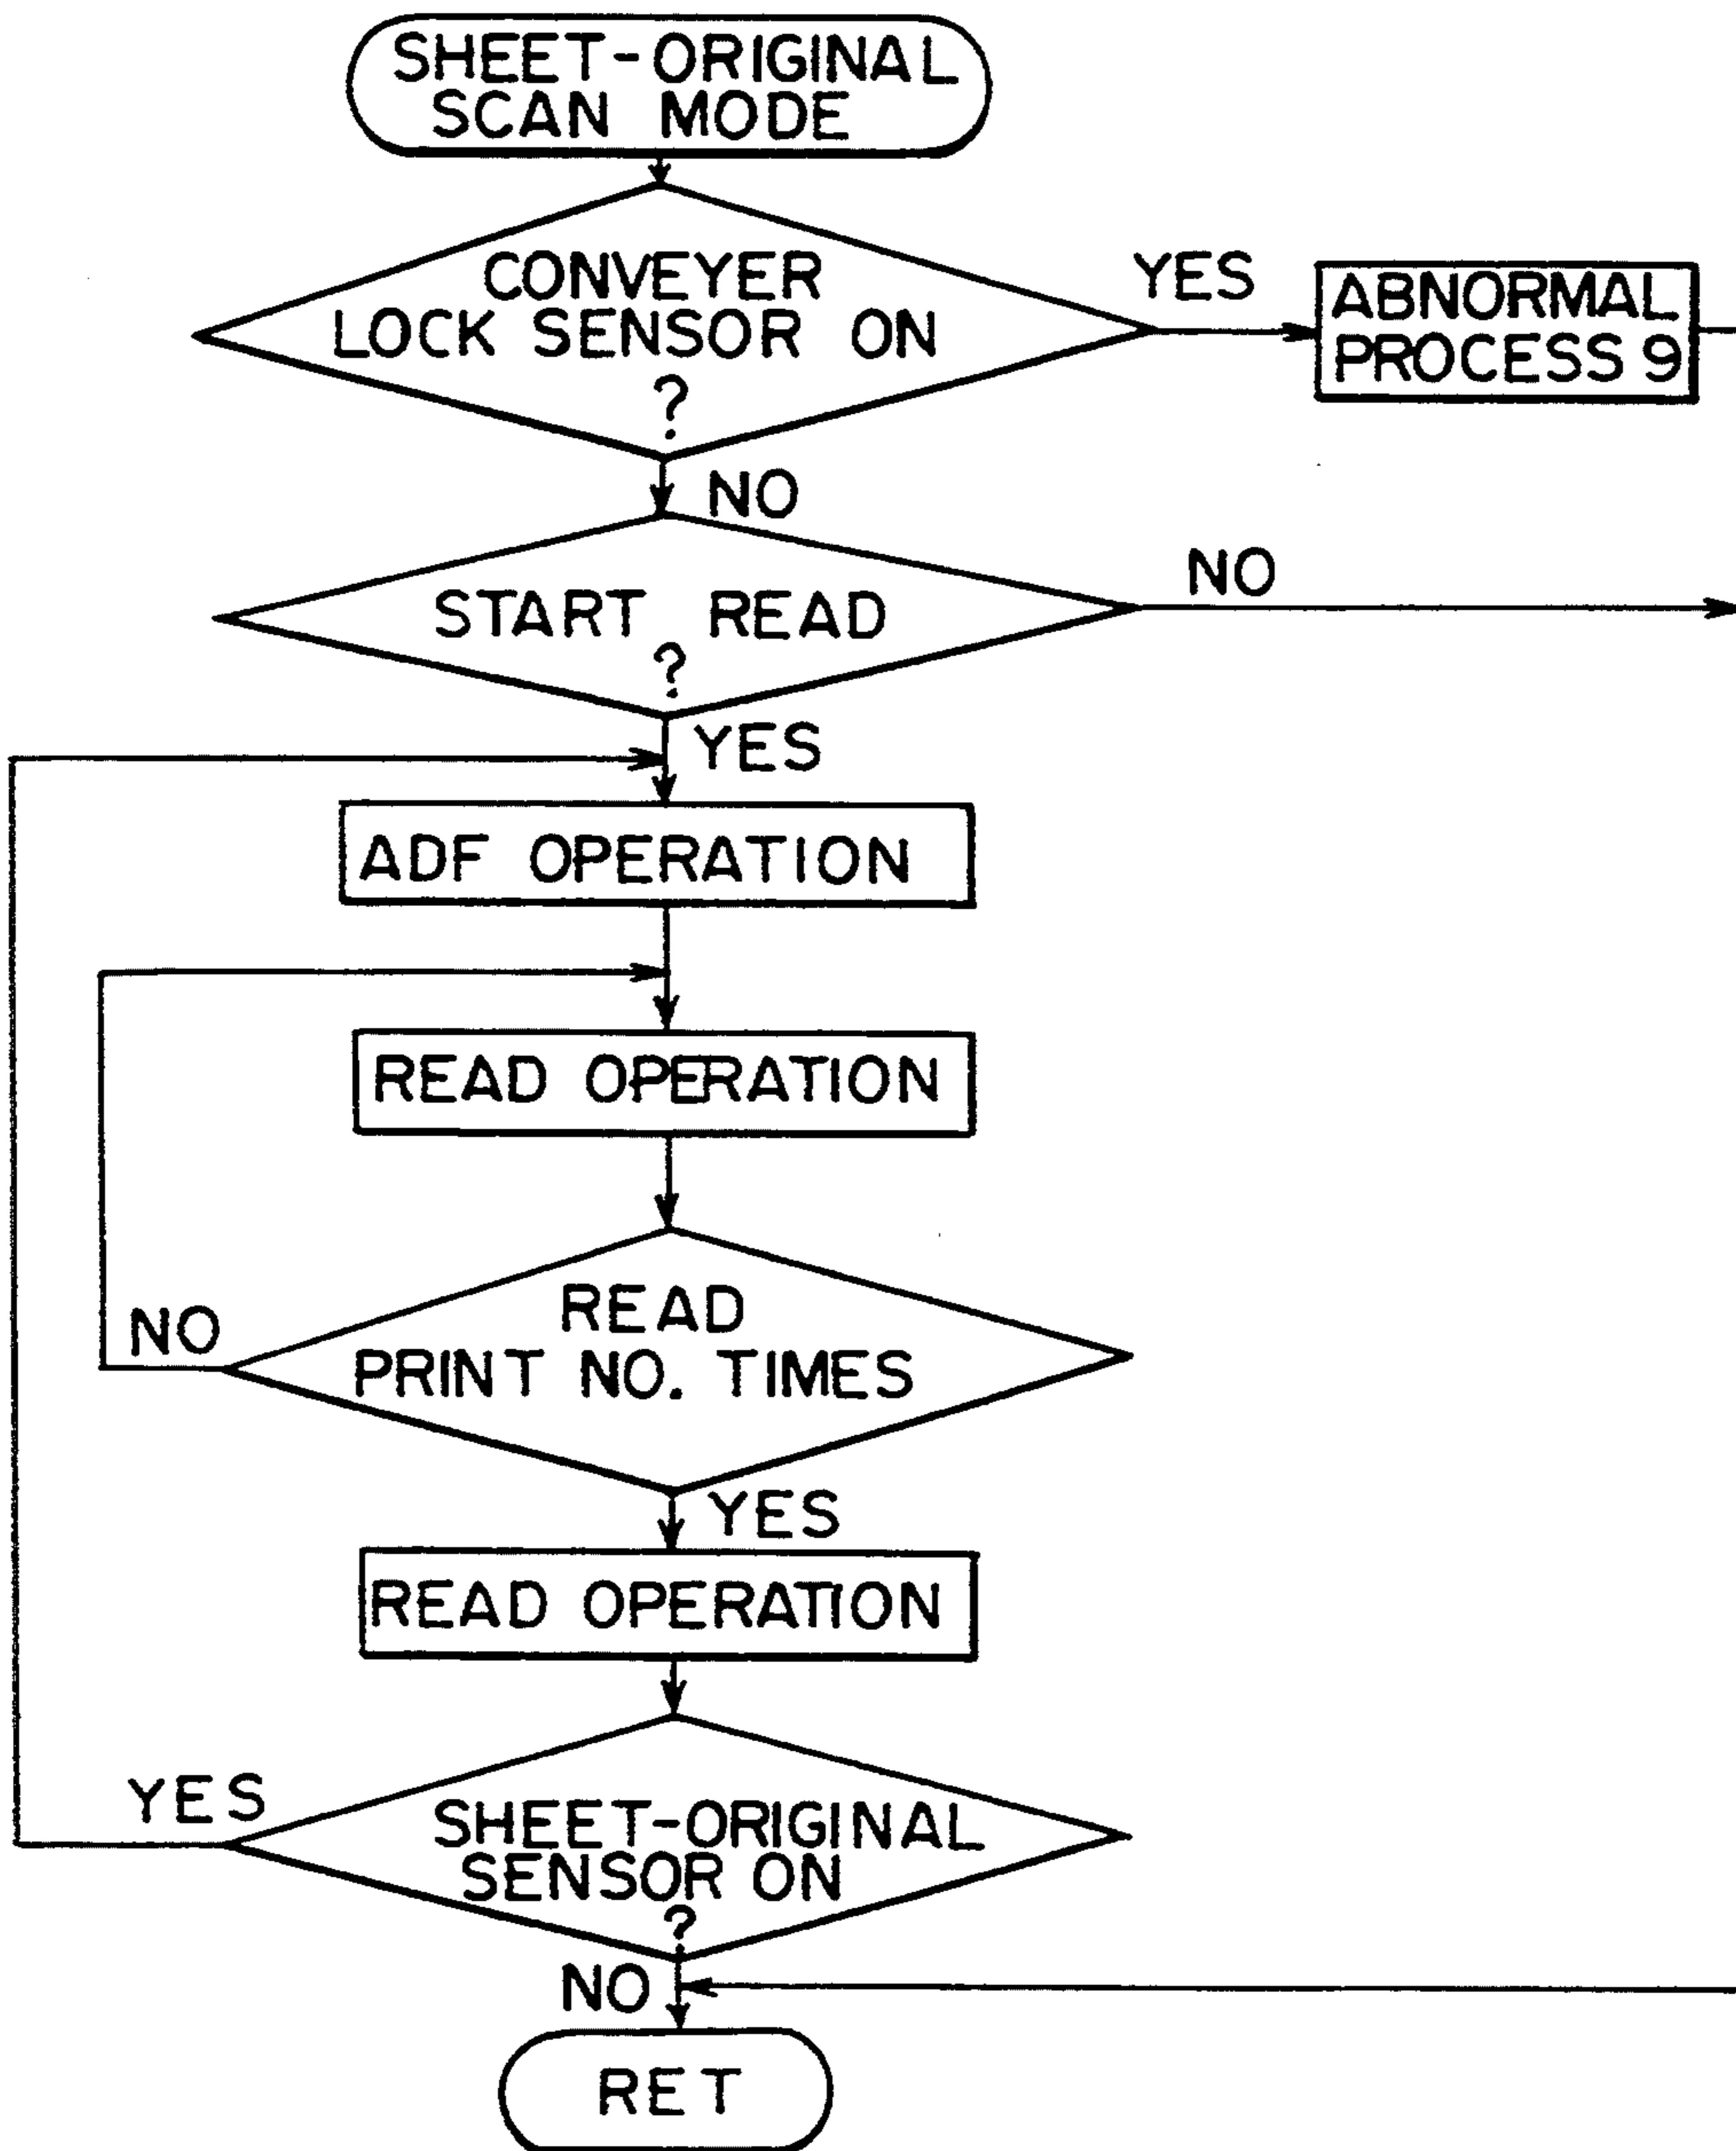 SHEET-ORIGINAL
SCAN MODE
CONVEYER
LOCK SENSOR ON
?
YES
ABNORMAL
PROCESS 9
NO
START READ
?
NO
YES
ADF OPERATION
READ OPERATION
READ
PRINT NO. TIMES
NO
YES
READ OPERATION
SHEET-ORIGINAL
SENSOR ON
?
YES
NO
RET